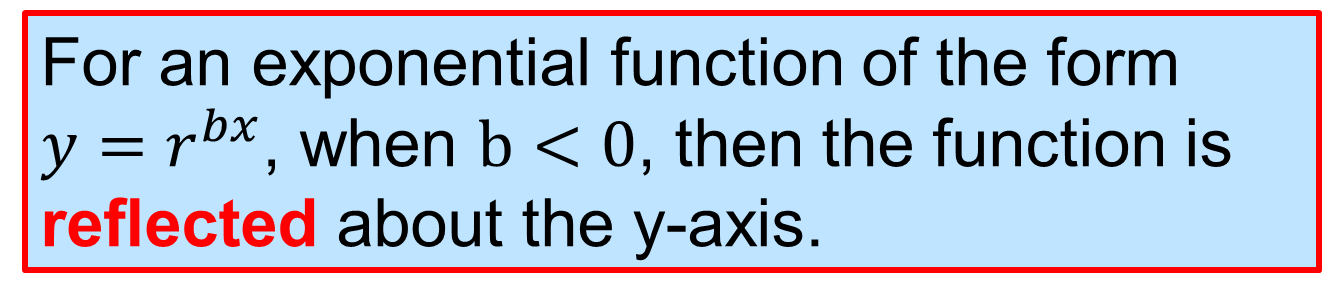 For an exponential function of the form
$y = r^{bx}$, when b < 0, then the function is
reflected about the y-axis.